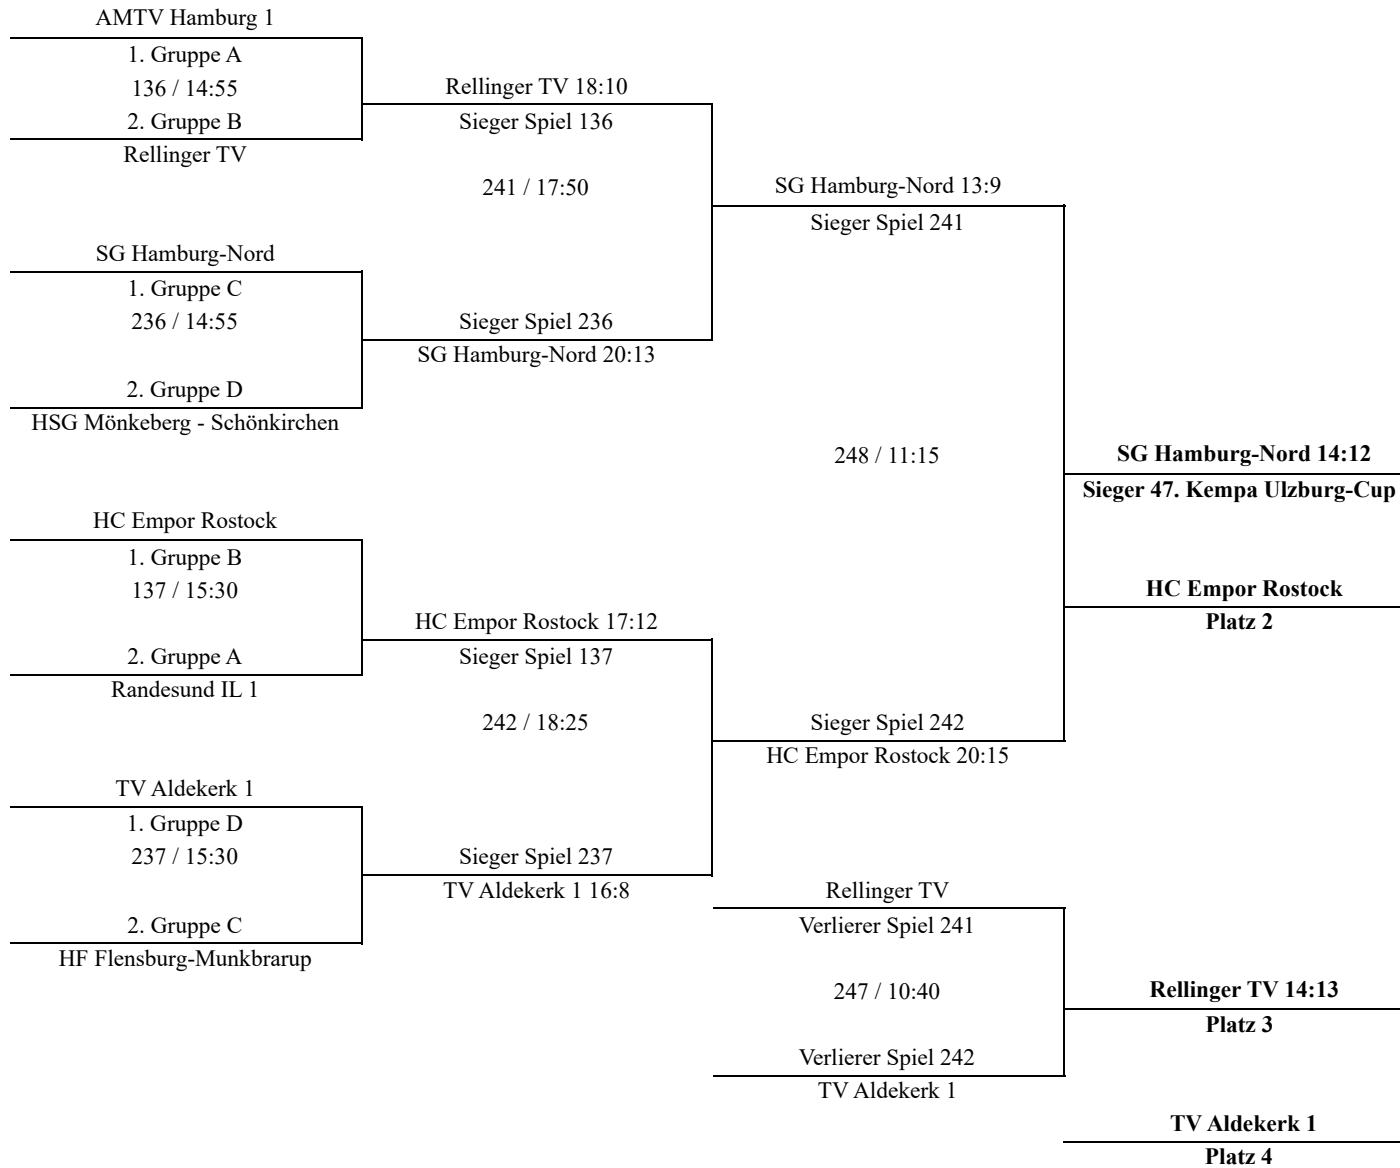 AMTV Hamburg 1
1. Gruppe A
136 / 14:55
2. Gruppe B
Rellinger TV
SG Hamburg-Nord
1. Gruppe C
236 / 14:55
2. Gruppe D
HSG Mönkeberg - Schönkirchen
HC Empor Rostock
1. Gruppe B
137 / 15:30
2. Gruppe A
Randesund IL 1
TV Aldekerk 1
1. Gruppe D
237 / 15:30
2. Gruppe C
HF Flensburg-Munkbrarup
Rellinger TV 18:10
Sieger Spiel 136
241 / 17:50
Sieger Spiel 236
SG Hamburg-Nord 20:13
HC Empor Rostock 17:12
Sieger Spiel 137
242 / 18:25
Sieger Spiel 237
TV Aldekerk 1 16:8
SG Hamburg-Nord 13:9
Sieger Spiel 241
248 / 11:15
Sieger Spiel 242
HC Empor Rostock 20:15
Rellinger TV
Verlierer Spiel 241
247 / 10:40
Verlierer Spiel 242
TV Aldekerk 1
SG Hamburg-Nord 14:12
Sieger 47. Kempa Ulzburg-Cup
HC Empor Rostock
Platz 2
Rellinger TV 14:13
Platz 3
TV Aldekerk 1
Platz 4